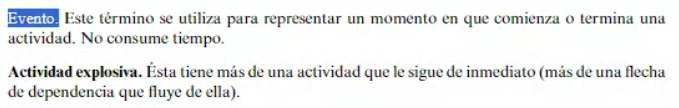 Evento. Este término se utiliza para representar un momento en que comienza o termina una
actividad. No consume tiempo.
Actividad explosiva. Ésta tiene más de una actividad que le sigue de inmediato (más de una flecha
de dependencia que fluye de ella).